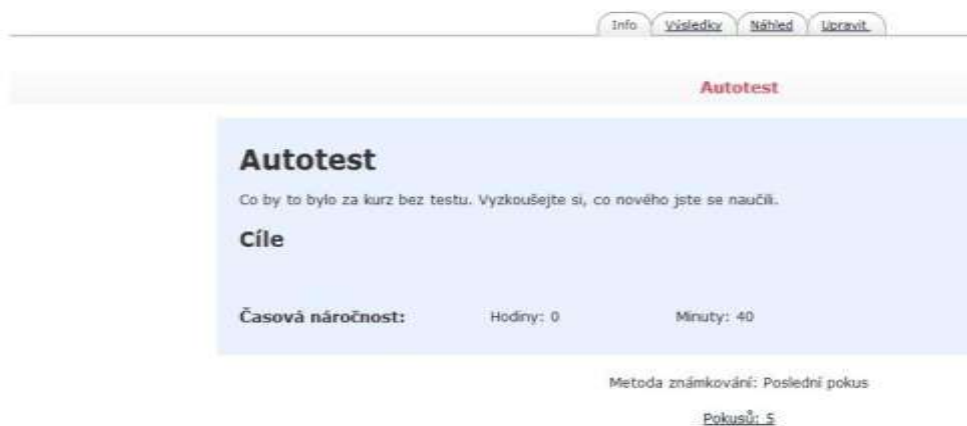 Info Výsledky Náhled Upravit
Autotest
Autotest
Co by to bylo za kurz bez testu. Vyzkoušejte si, co nového jste se naučili.
Cíle
Časová náročnost: Hodiny: 0 Minuty: 40
Metoda známkování: Poslední pokus
Pokusů: 5